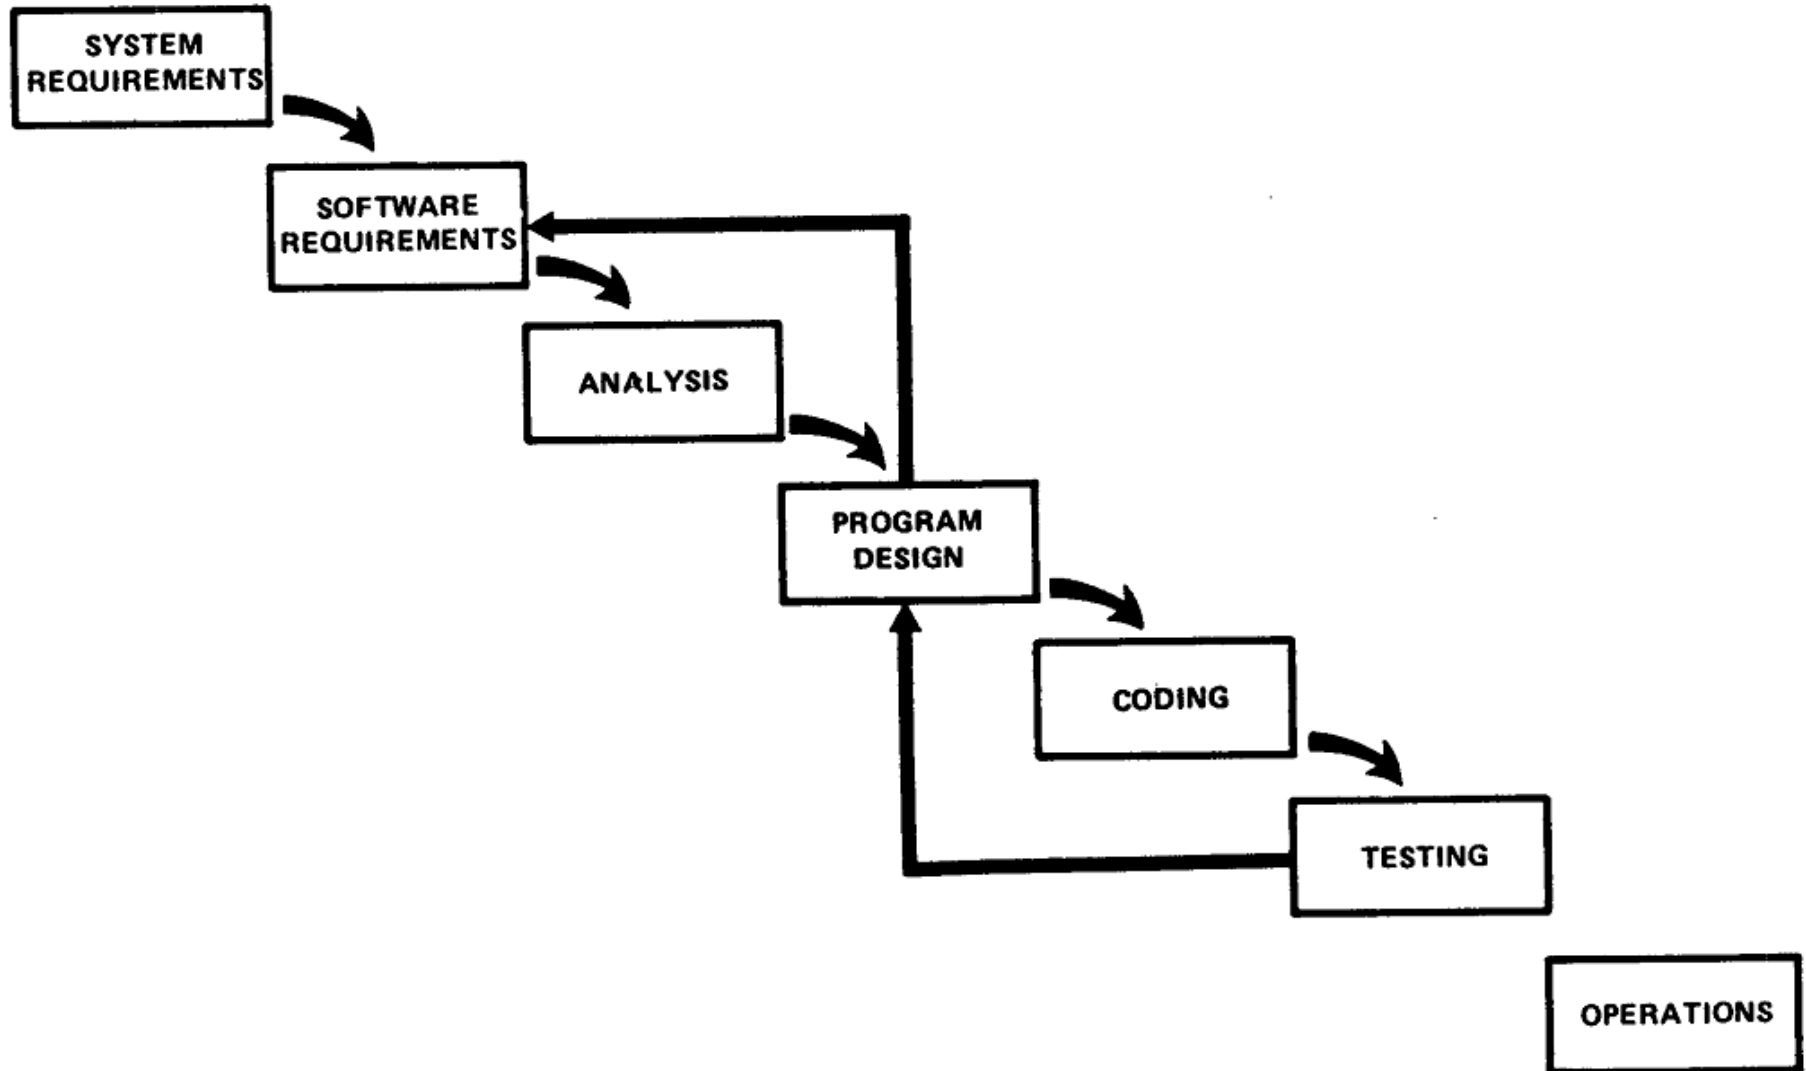 SYSTEM
REQUIREMENTS
SOFTWARE
REQUIREMENTS
ANALYSIS
PROGRAM
DESIGN
CODING
TESTING
OPERATIONS